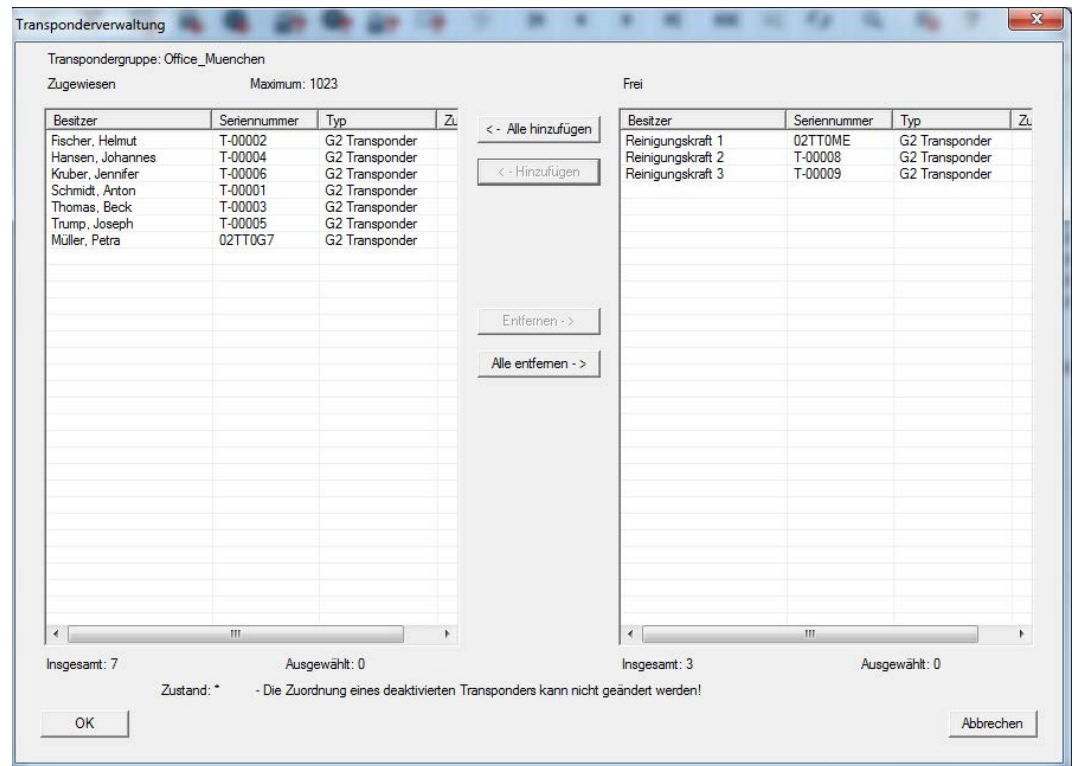 Transponderverwaltung
Transpondergruppe: Office_Muenchen
Zugewiesen Maximum: 1023 Frei
Besitzer Seriennummer Typ Zu
Fischer, Helmut T-00002 G2 Transponder
Hansen, Johannes T-00004 G2 Transponder
Kruber, Jennifer T-00006 G2 Transponder
Schmidt, Anton T-00001 G2 Transponder
Thomas, Beck T-00003 G2 Transponder
Trump, Joseph T-00005 G2 Transponder
Müller, Petra 02TT0G7 G2 Transponder
< - Alle hinzufügen
< - Hinzufügen
Entfernen - >
Alle entfernen - >
Besitzer Seriennummer Typ Zu
Reinigungskraft 1 02TT0ME G2 Transponder
Reinigungskraft 2 T-00008 G2 Transponder
Reinigungskraft 3 T-00009 G2 Transponder
Insgesamt: 7 Ausgewählt: 0 Insgesamt: 3 Ausgewählt: 0
Zustand: * - Die Zuordnung eines deaktivierten Transponders kann nicht geändert werden!
OK Abbrechen